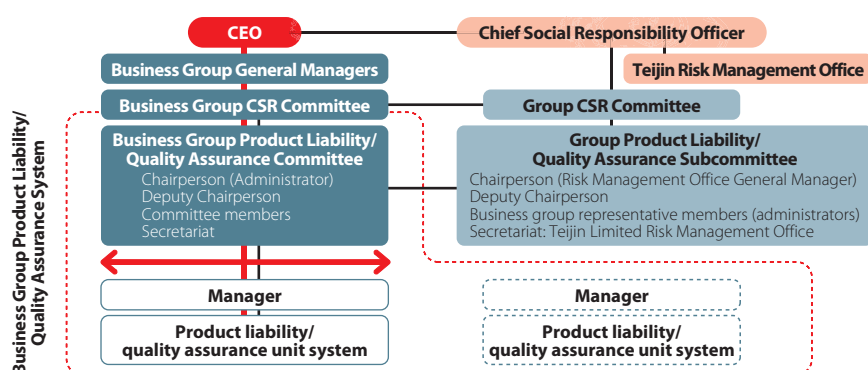 CEO
Chief Social Responsibility Officer
Business Group General Managers
Teijin Risk Management Office
Business Group CSR Committee
Group CSR Committee
Business Group Product Liability/
Quality Assurance Committee
Chairperson (Administrator)
Deputy Chairperson
Committee members
Secretariat
Group Product Liability/
Quality Assurance Subcommittee
Chairperson (Risk Management Office General Manager)
Deputy Chairperson
Business group representative members (administrators)
Secretariat: Teijin Limited Risk Management Office
Business Group Product Liability/
Quality Assurance System
Manager
Product liability/
quality assurance unit system
Manager
Product liability/
quality assurance unit system